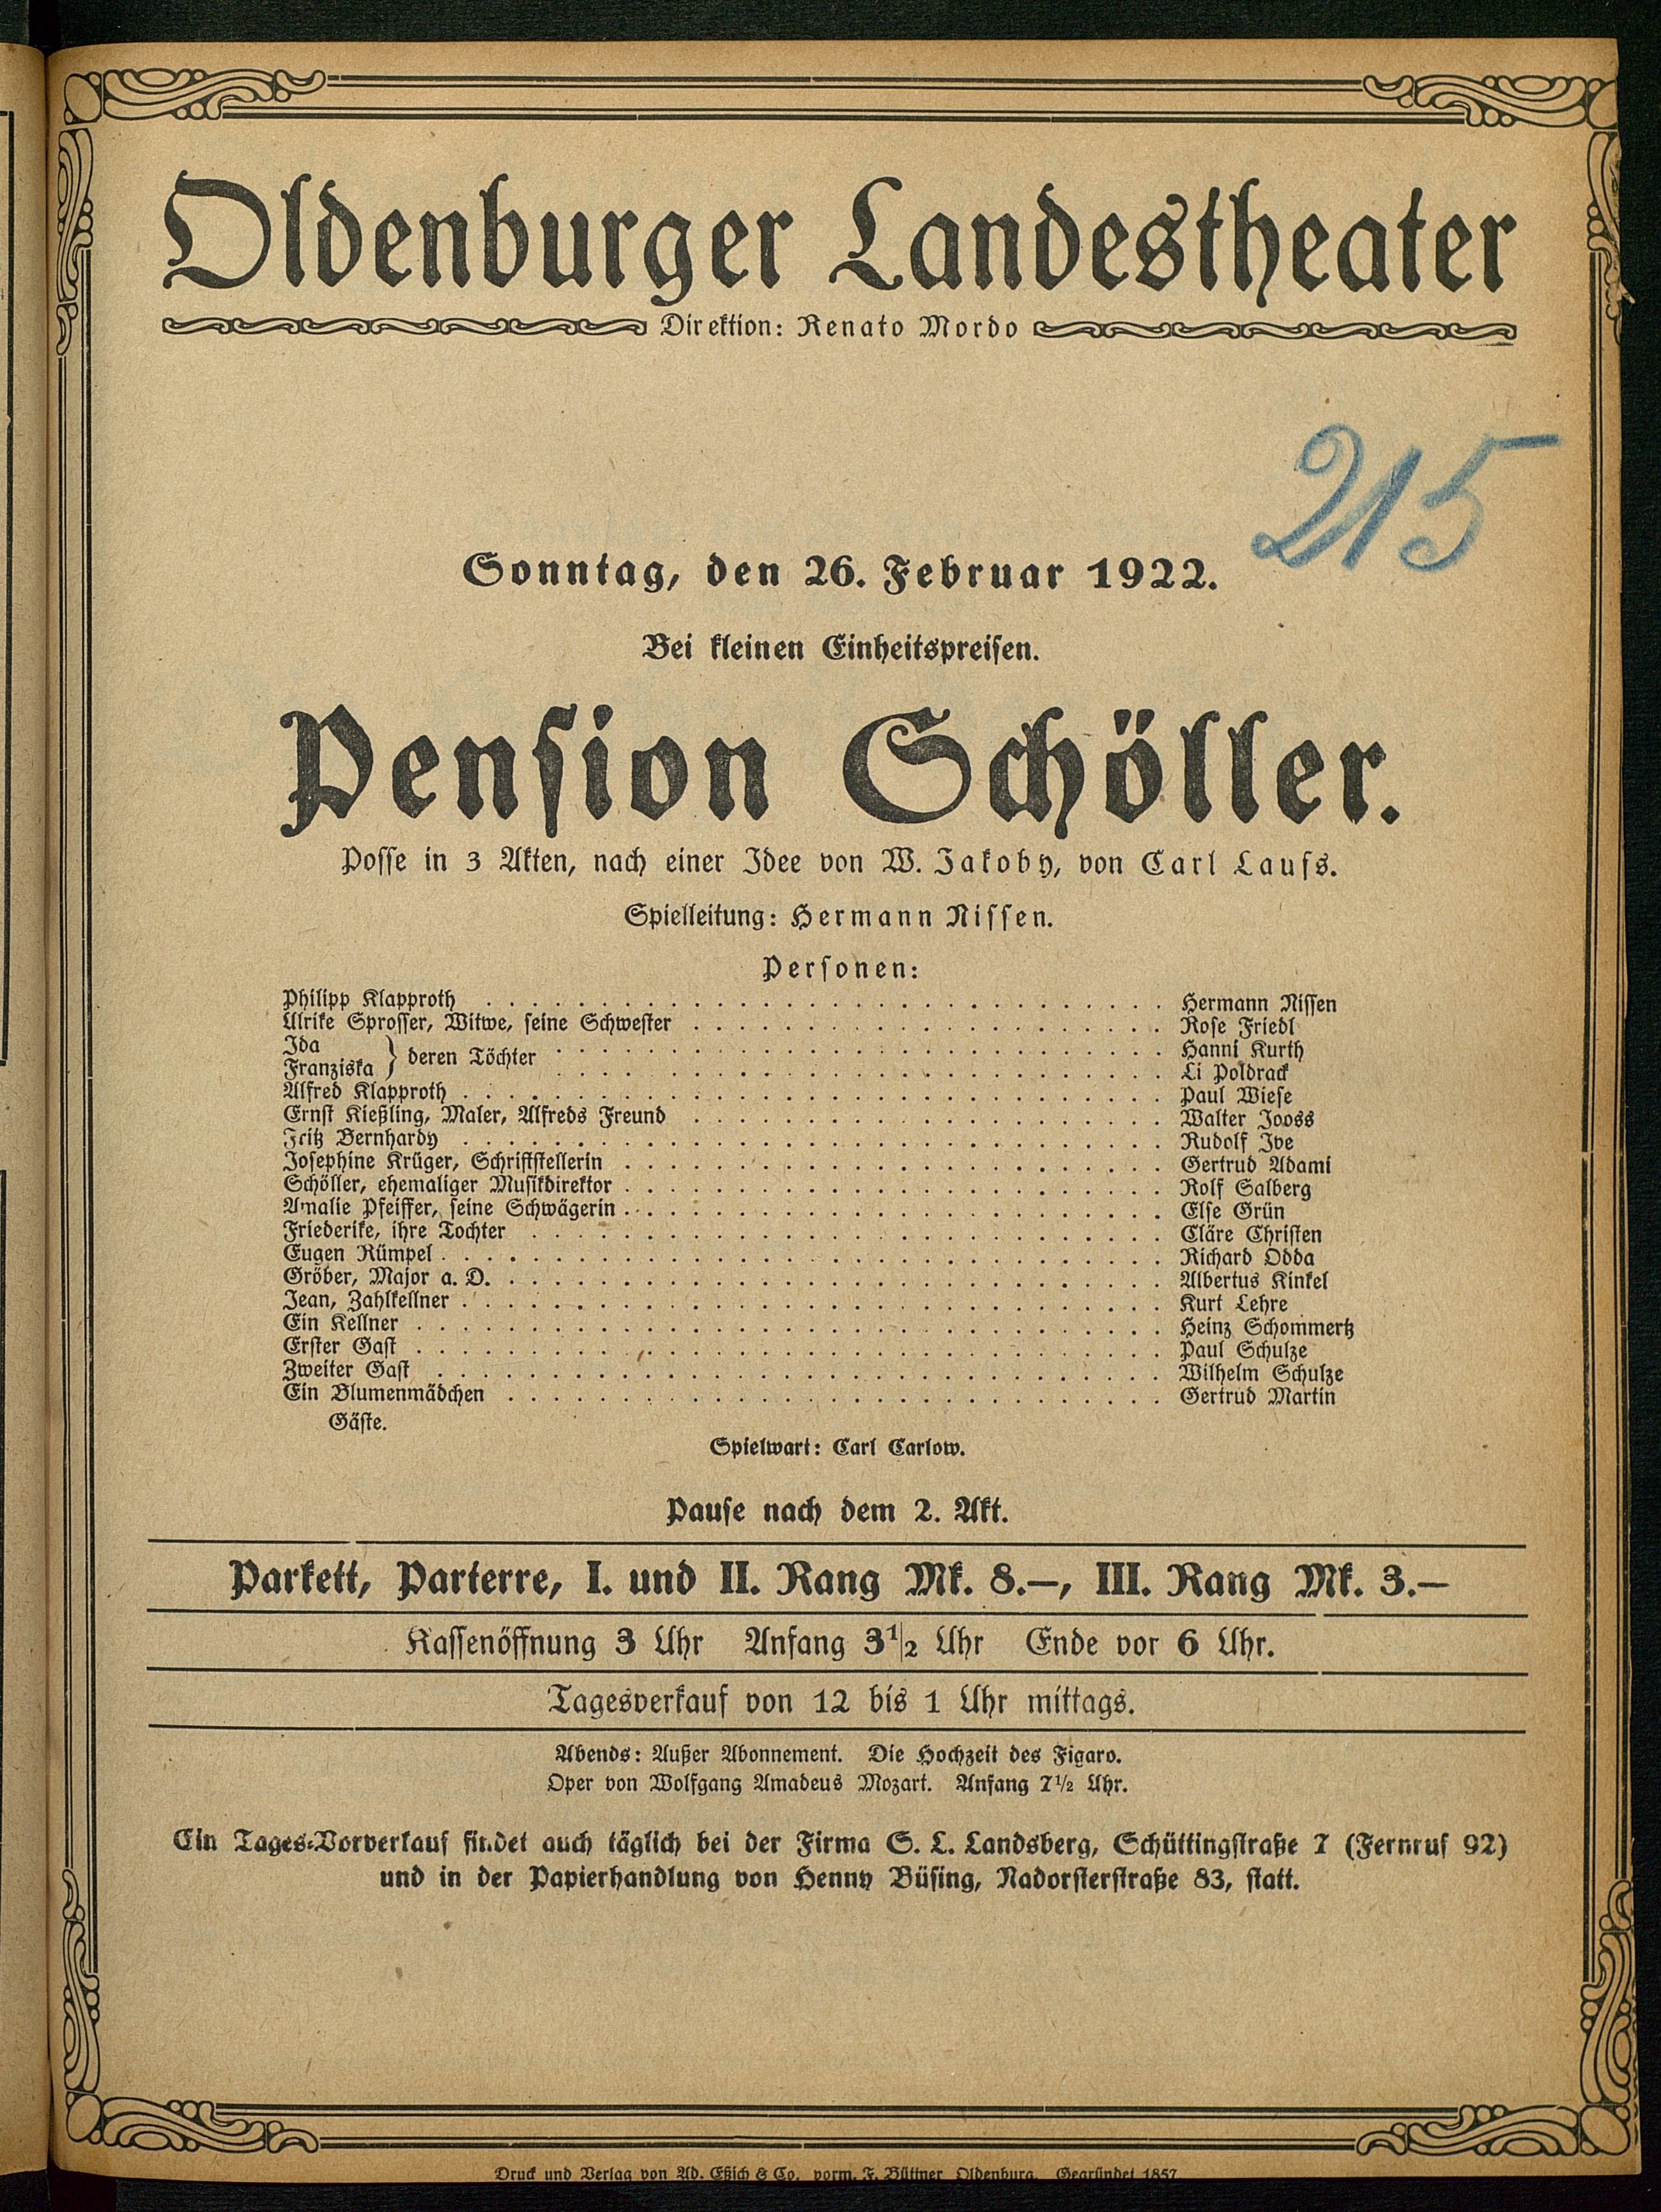 Oldenburger Landestheater
Direktion: Renato Mordo
215
Sonntag, den 26. Februar 1922.
Bei kleinen Einheitspreisen.
Pension Schöller.
Posse in 3 Akten, nach einer Idee von W. Jakoby, von Carl Laufs.
Spielleitung: Hermann Nissen.
Personen:
Philipp Klapproth . . . . . . . . . . Hermann Nissen
Ulrike Sprosser, Witwe, seine Schwester . . . . . . . . . . Rose Friedl
Ida } deren Töchter . . . . . . . . . . Hanni Kurth
Franziska } . . . . . . . . . . Li Poldrack
Alfred Klapproth . . . . . . . . . . Paul Wiese
Ernst Kießling, Maler, Alfreds Freund . . . . . . . . . . Walter Jooss
Fritz Bernhardy . . . . . . . . . . Rudolf Ive
Josephine Krüger, Schriftstellerin . . . . . . . . . . Gertrud Adami
Schöller, ehemaliger Musikdirektor . . . . . . . . . . Rolf Salberg
Amalie Pfeiffer, seine Schwägerin . . . . . . . . . . Else Grün
Friederike, ihre Tochter . . . . . . . . . . Cläre Christen
Eugen Rümpel . . . . . . . . . . Richard Odda
Gröber, Major a. D. . . . . . . . . . . Albertus Kinkel
Jean, Zahlkellner . . . . . . . . . . Kurt Lehre
Ein Kellner . . . . . . . . . . Heinz Schommertz
Erster Gast . . . . . . . . . . Paul Schulze
Zweiter Gast . . . . . . . . . . Wilhelm Schulze
Ein Blumenmädchen . . . . . . . . . . Gertrud Martin
Gäste.
Spielwart: Carl Carlow.
Pause nach dem 2. Akt.
Parkett, Parterre, I. und II. Rang Mk. 8.—, III. Rang Mk. 3.—
Kassenöffnung 3 Uhr Anfang 3½ Uhr Ende vor 6 Uhr.
Tagesverkauf von 12 bis 1 Uhr mittags.
Abends: Außer Abonnement. Die Hochzeit des Figaro.
Oper von Wolfgang Amadeus Mozart. Anfang 7½ Uhr.
Ein Tages-Vorverkauf findet auch täglich bei der Firma S. L. Landsberg, Schüttingstraße 7 (Fernruf 92)
und in der Papierhandlung von Henny Büsing, Nadorsterstraße 83, statt.
Druck und Verlag von Ad. Eßich & Co. vorm. F. Büttner Oldenburg. Gegründet 1857